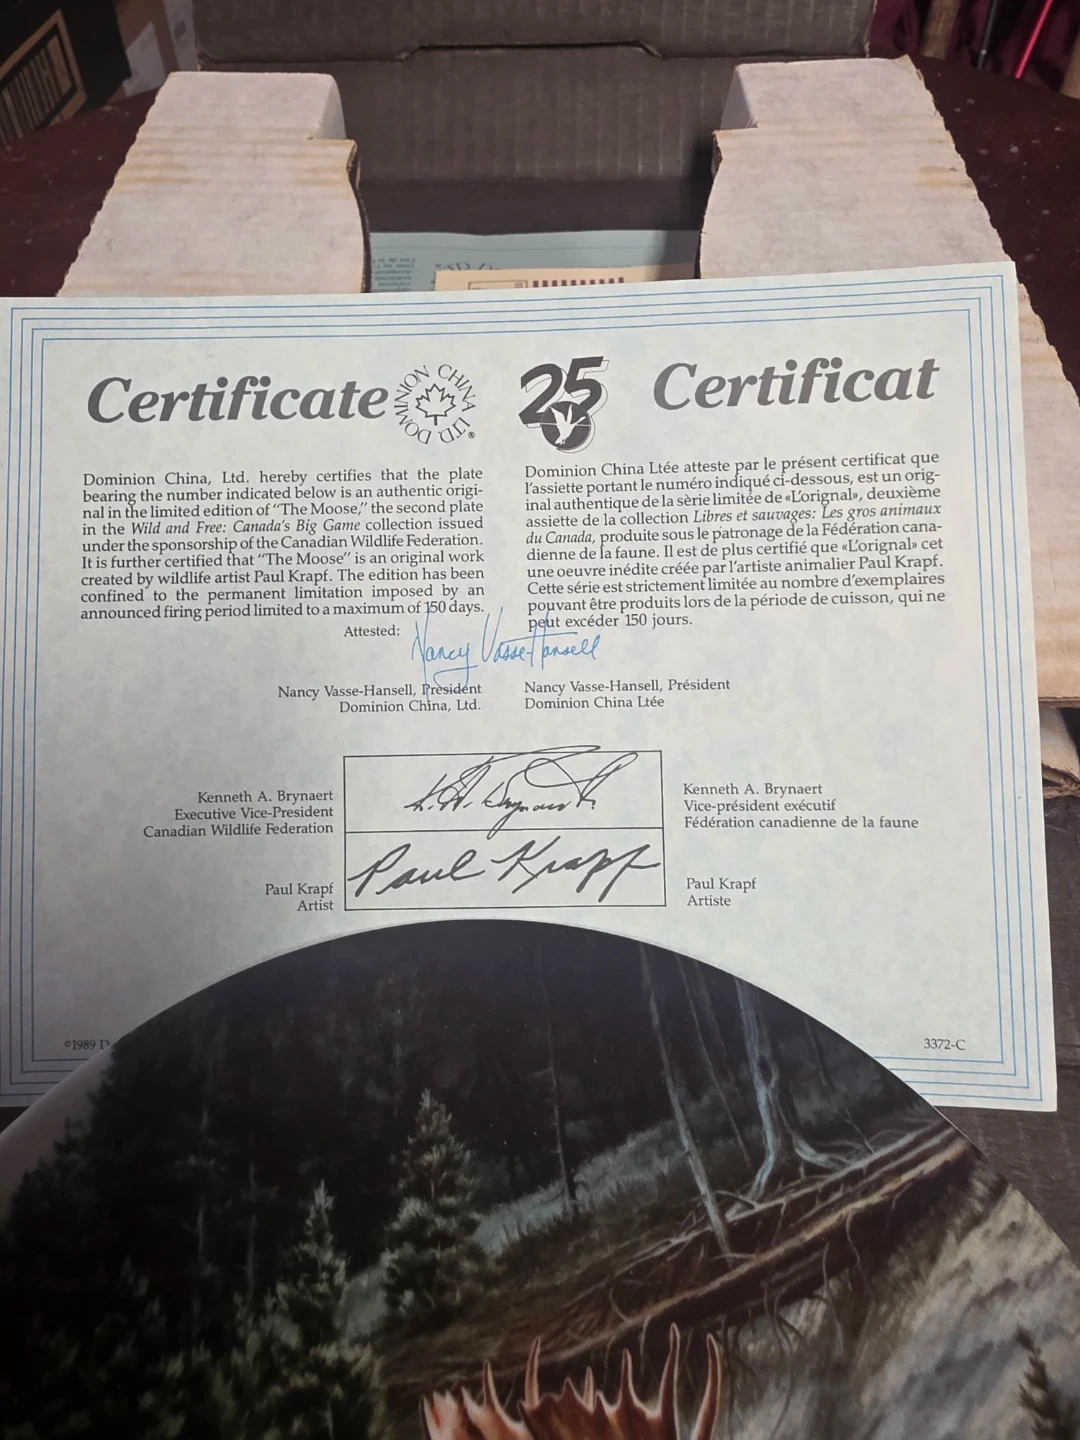 Certificate
DOMINION CHINA LTD.®
25
Certificat
Dominion China, Ltd. hereby certifies that the plate
bearing the number indicated below is an authentic origi-
nal in the limited edition of "The Moose," the second plate
in the Wild and Free: Canada's Big Game collection issued
under the sponsorship of the Canadian Wildlife Federation.
It is further certified that "The Moose" is an original work
created by wildlife artist Paul Krapf. The edition has been
confined to the permanent limitation imposed by an
announced firing period limited to a maximum of 150 days.
Dominion China Ltée atteste par le présent certificat que
l'assiette portant le numéro indiqué ci-dessous, est un orig-
inal authentique de la sèrie limitée de «L'orignal», deuxième
assiette de la collection Libres et sauvages: Les gros animaux
du Canada, produite sous le patronage de la Fédération cana-
dienne de la faune. Il est de plus certifié que «L'orignal» cet
une oeuvre inédite créée par l'artiste animalier Paul Krapf.
Cette série est strictement limitée au nombre d'exemplaires
pouvant être produits lors de la période de cuisson, qui ne
peut excéder 150 jours.
Attested:
Nancy Vasse-Hansell
Nancy Vasse-Hansell, President
Dominion China, Ltd.
Nancy Vasse-Hansell, Président
Dominion China Ltée
Kenneth A. Brynaert
Executive Vice-President
Canadian Wildlife Federation
K. A. Brynaert
Kenneth A. Brynaert
Vice-président exécutif
Fédération canadienne de la faune
Paul Krapf
Artist
Paul Krapf
Paul Krapf
Artiste
©1989 D
3372-C